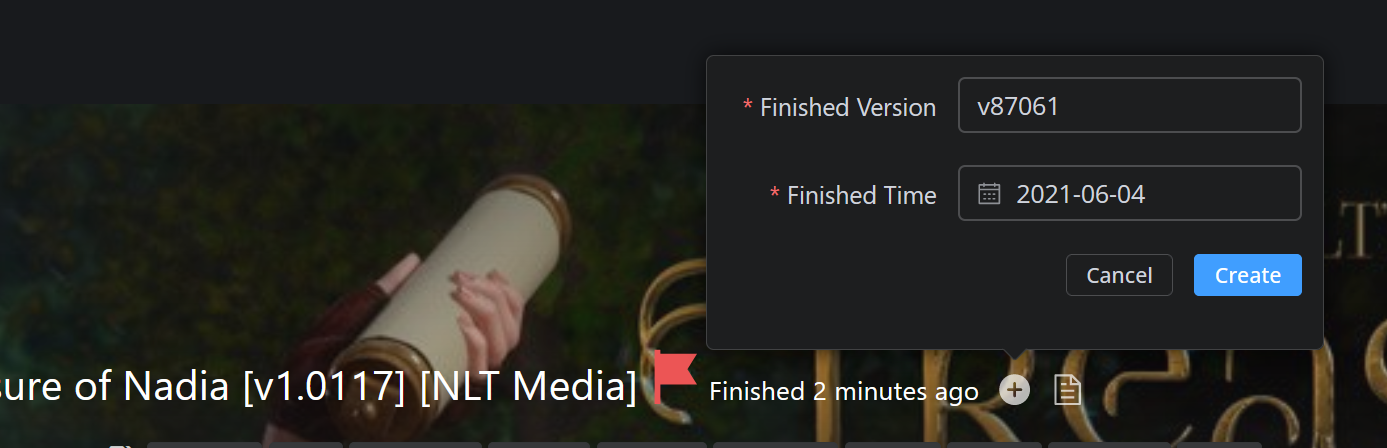 * Finished Version v87061
* Finished Time 2021-06-04
Cancel Create
sure of Nadia [v1.0117] [NLT Media] Finished 2 minutes ago